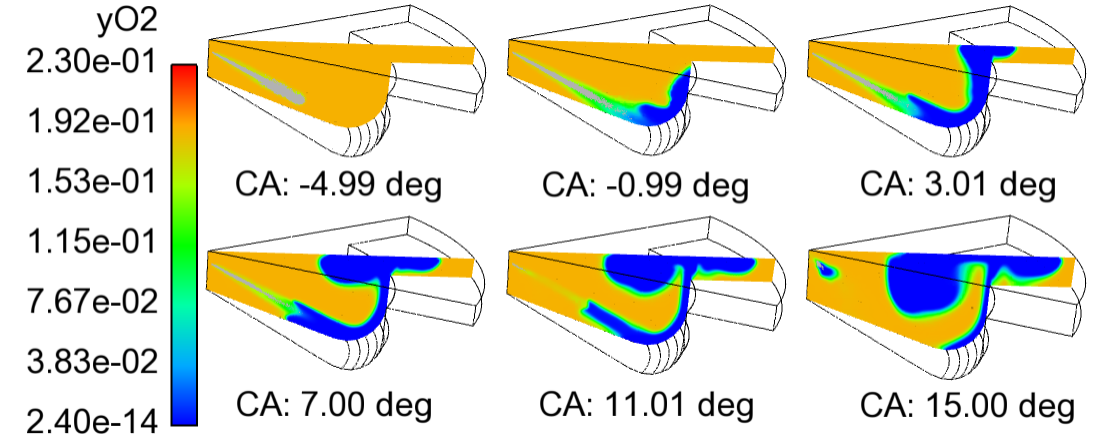 yO2
2.30e-01
1.92e-01
1.53e-01
1.15e-01
7.67e-02
3.83e-02
2.40e-14
CA: -4.99 deg
CA: -0.99 deg
CA: 3.01 deg
CA: 7.00 deg
CA: 11.01 deg
CA: 15.00 deg